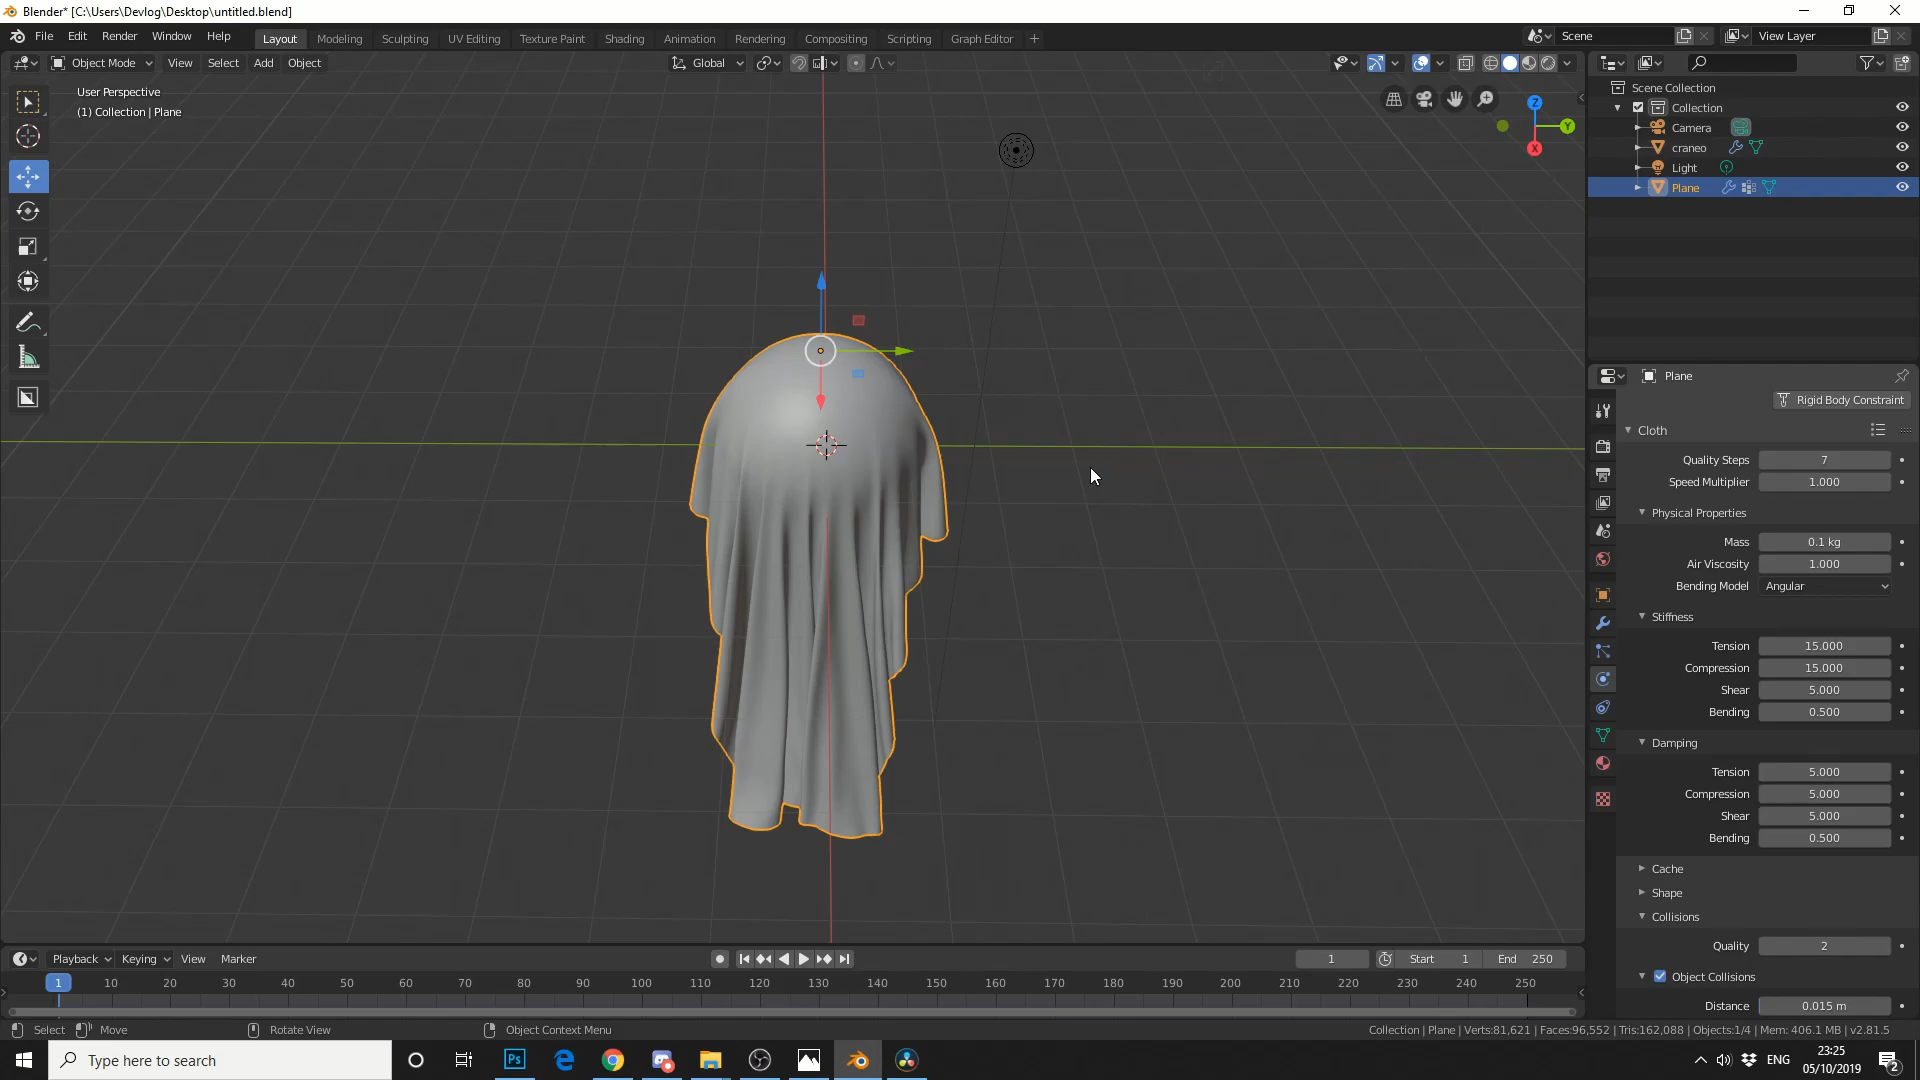 Blender* [C:\Users\Devlog\Desktop\untitled.blend]
File Edit Render Window Help Layout Modeling Sculpting UV Editing Texture Paint Shading Animation Rendering Compositing Scripting Graph Editor + Scene View Layer
Object Mode View Select Add Object Global
User Perspective
(1) Collection | Plane
Z
Y
X
Scene Collection
Collection
Camera
craneo
Light
Plane
Plane
Rigid Body Constraint
Cloth
Quality Steps 7
Speed Multiplier 1.000
Physical Properties
Mass 0.1 kg
Air Viscosity 1.000
Bending Model Angular
Stiffness
Tension 15.000
Compression 15.000
Shear 5.000
Bending 0.500
Damping
Tension 5.000
Compression 5.000
Shear 5.000
Bending 0.500
Cache
Shape
Collisions
Quality 2
Object Collisions
Distance 0.015 m
Playback Keying View Marker 1 Start 1 End 250
1 10 20 30 40 50 60 70 80 90 100 110 120 130 140 150 160 170 180 190 200 210 220 230 240 250
Select Move Rotate View Object Context Menu Collection | Plane | Verts:81,621 | Faces:96,552 | Tris:162,088 | Objects:1/4 | Mem: 406.1 MB | v2.81.5
Type here to search
Ps
ENG
23:25
05/10/2019
2